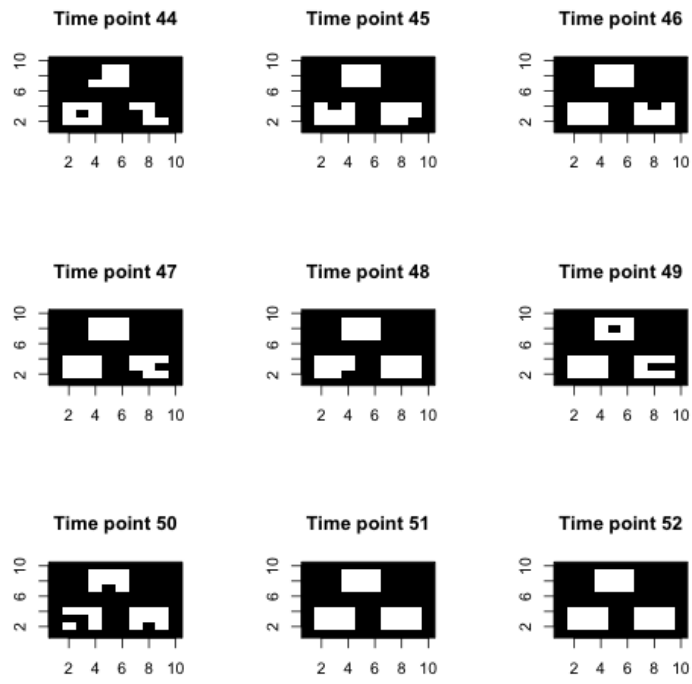 Time point 44
Time point 45
Time point 46
10
6
2
2 4 6 8 10
10
6
2
2 4 6 8 10
10
6
2
2 4 6 8 10
Time point 47
Time point 48
Time point 49
10
6
2
2 4 6 8 10
10
6
2
2 4 6 8 10
10
6
2
2 4 6 8 10
Time point 50
Time point 51
Time point 52
10
6
2
2 4 6 8 10
10
6
2
2 4 6 8 10
10
6
2
2 4 6 8 10